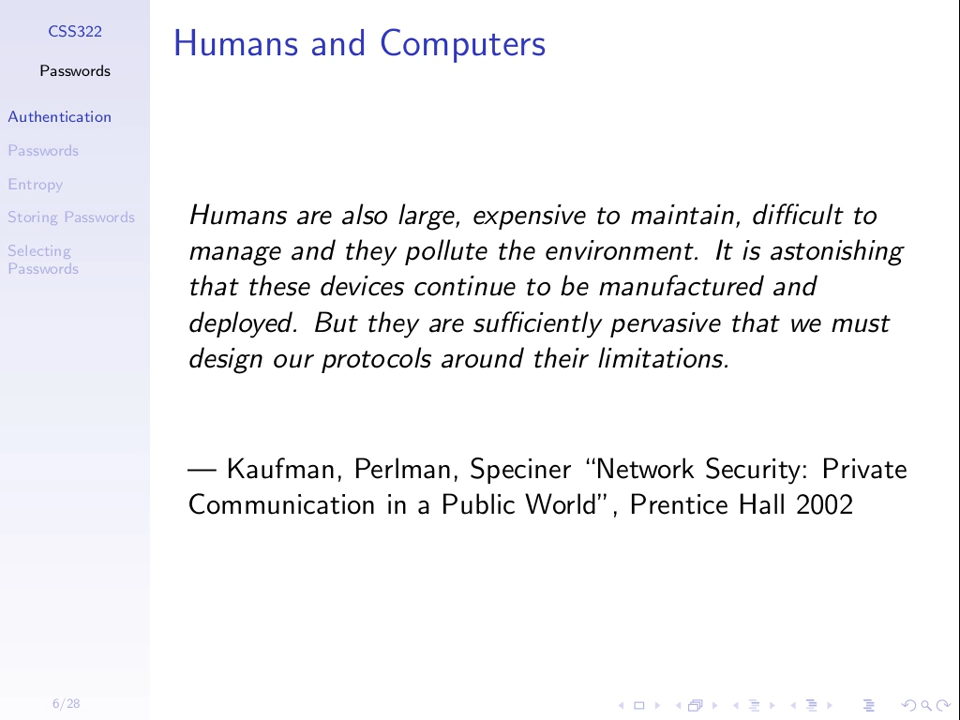 CSS322
Passwords
Authentication
Passwords
Entropy
Storing Passwords
Selecting
Passwords
Humans and Computers
Humans are also large, expensive to maintain, difficult to
manage and they pollute the environment. It is astonishing
that these devices continue to be manufactured and
deployed. But they are sufficiently pervasive that we must
design our protocols around their limitations.
— Kaufman, Perlman, Speciner “Network Security: Private
Communication in a Public World”, Prentice Hall 2002
6/28